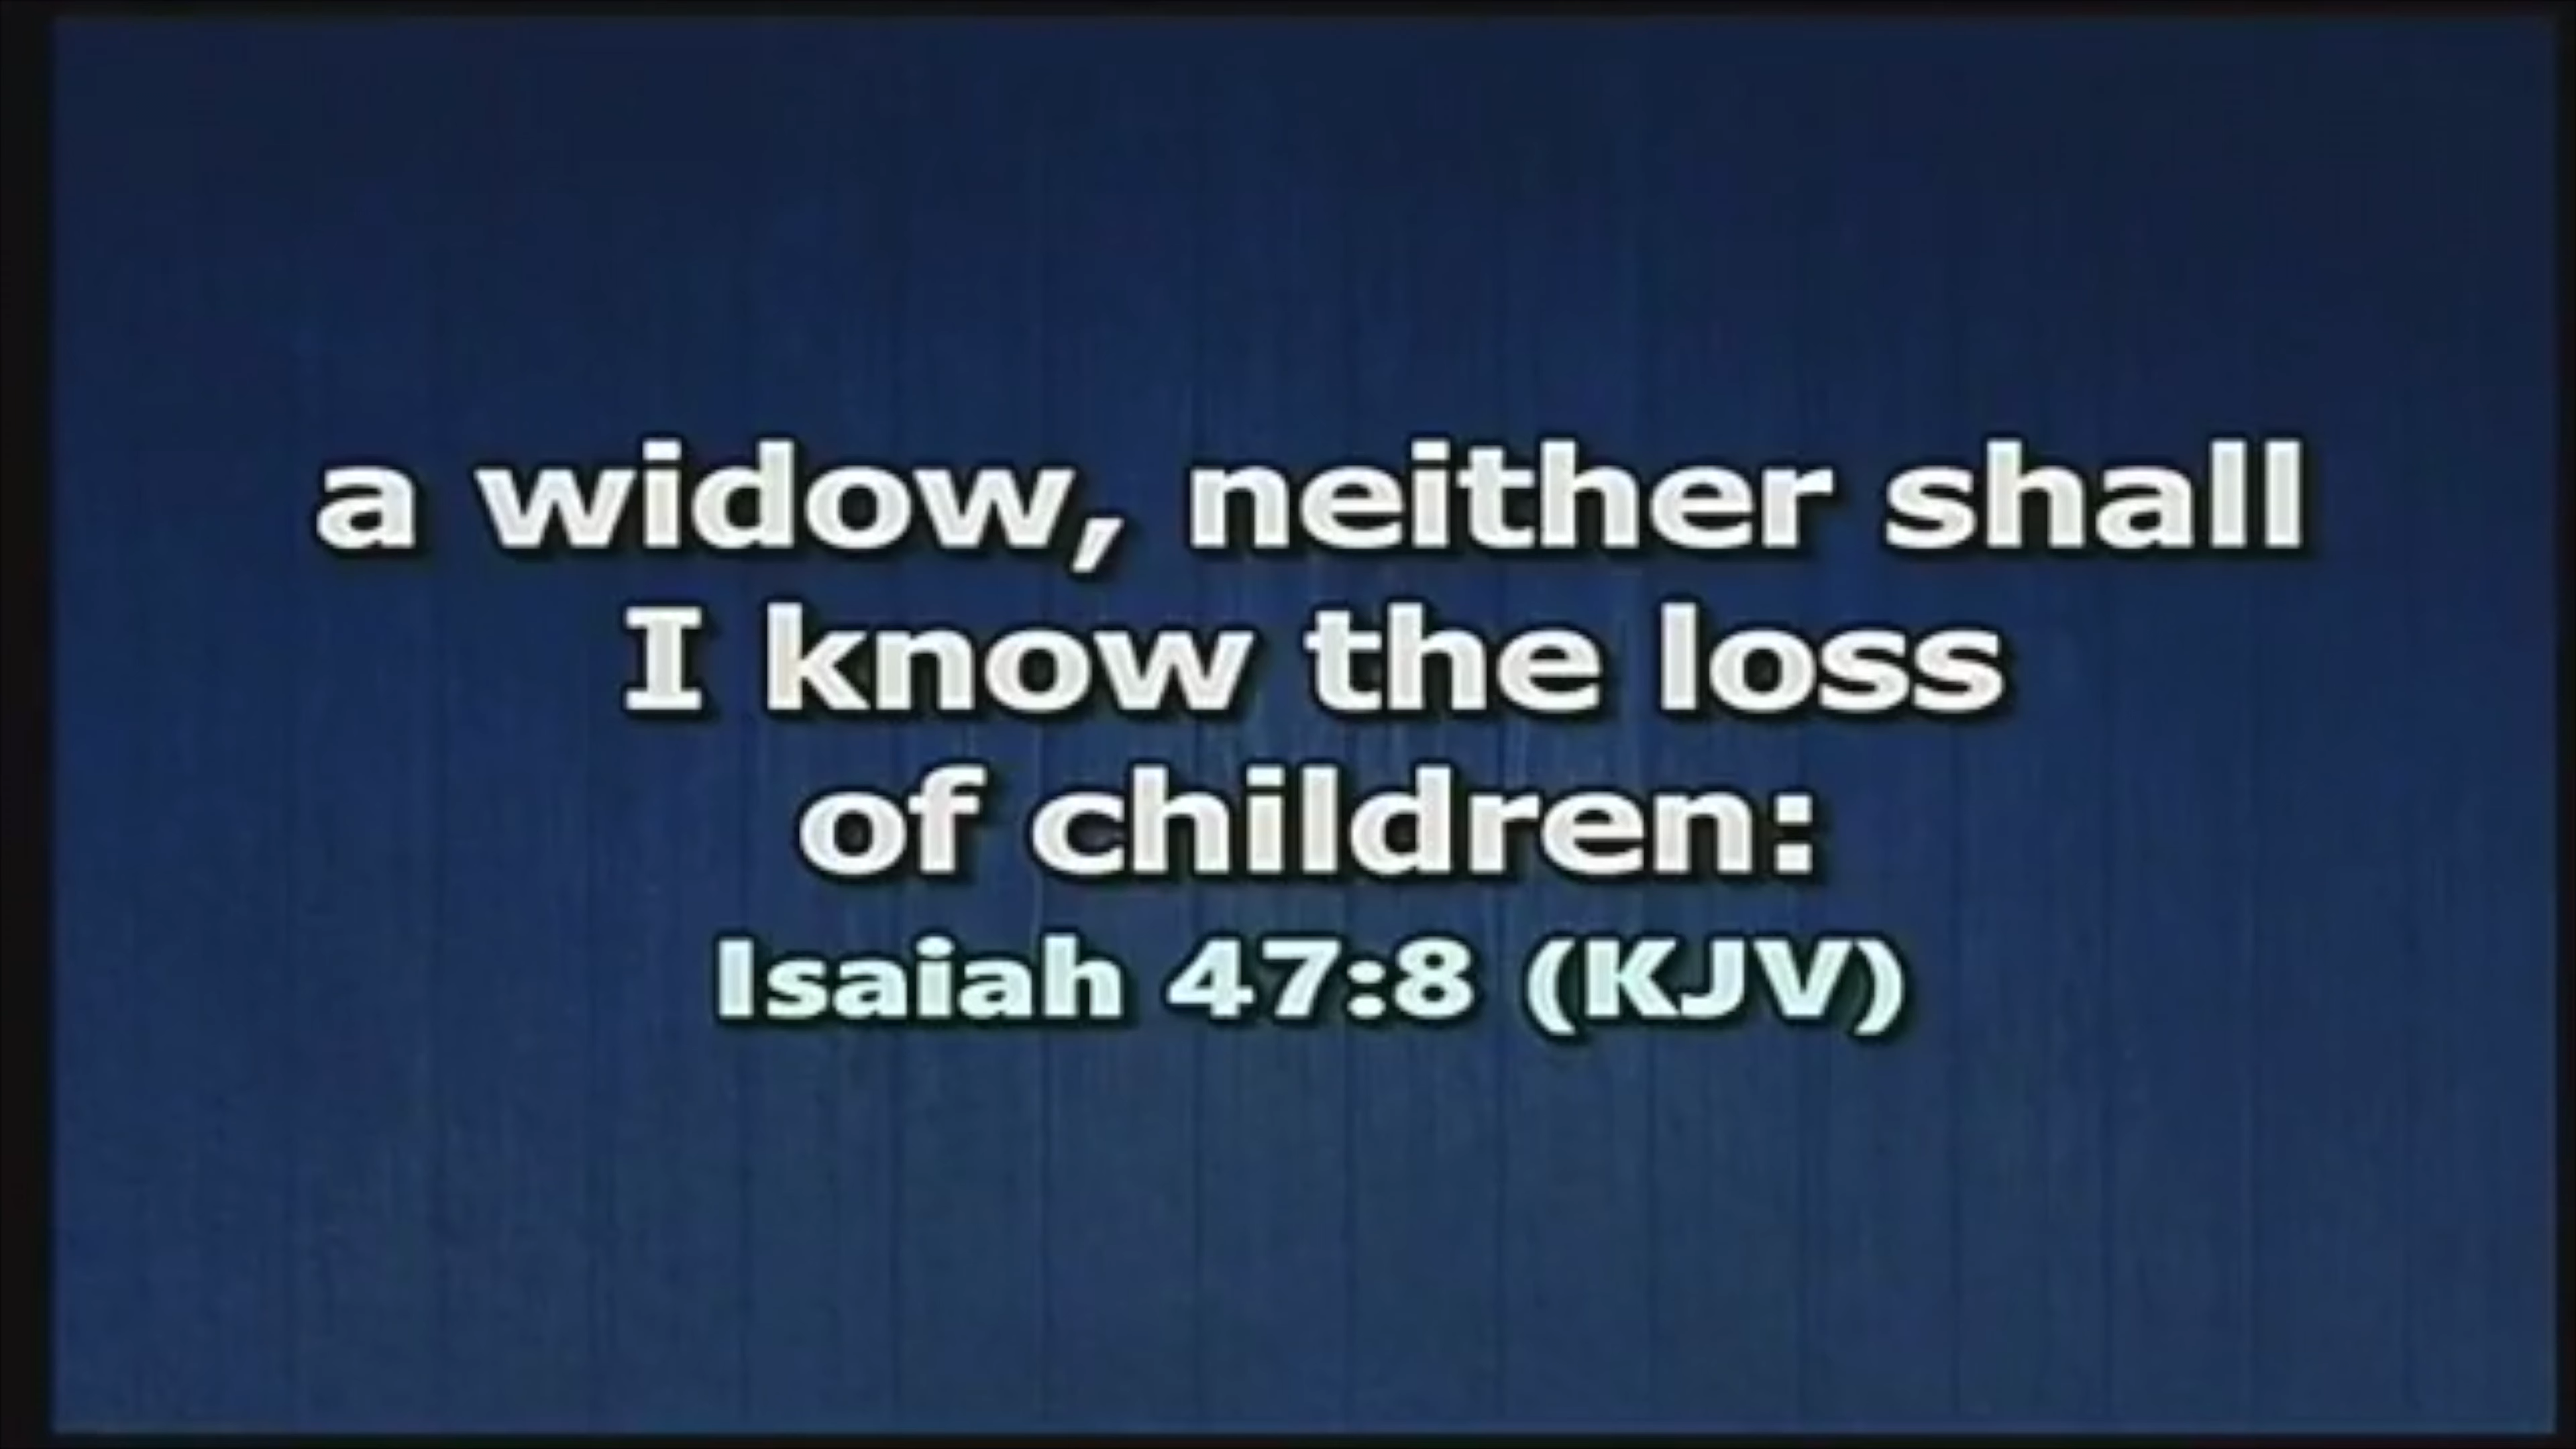 a widow, neither shall
I know the loss
of children:
Isaiah 47:8 (KJV)